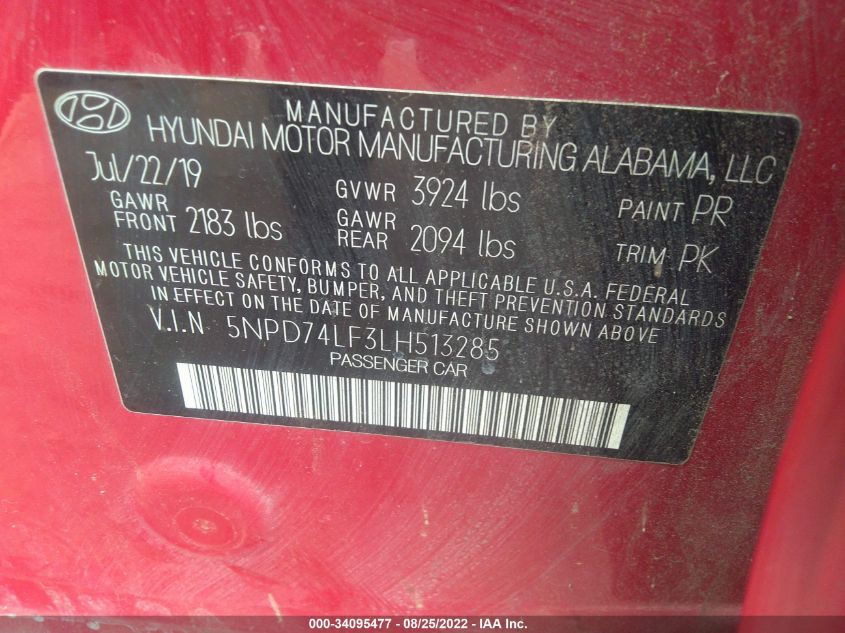 MANUFACTURED BY
HYUNDAI MOTOR MANUFACTURING ALABAMA, LLC
Jul/22/19
GVWR 3924 lbs
PAINT PR
GAWR FRONT 2183 lbs
GAWR REAR 2094 lbs
TRIM PK
THIS VEHICLE CONFORMS TO ALL APPLICABLE U.S.A. FEDERAL
MOTOR VEHICLE SAFETY, BUMPER, AND THEFT PREVENTION STANDARDS
IN EFFECT ON THE DATE OF MANUFACTURE SHOWN ABOVE
V.I.N 5NPD74LF3LH513285
PASSENGER CAR
000-34095477 - 08/25/2022 - IAA Inc.